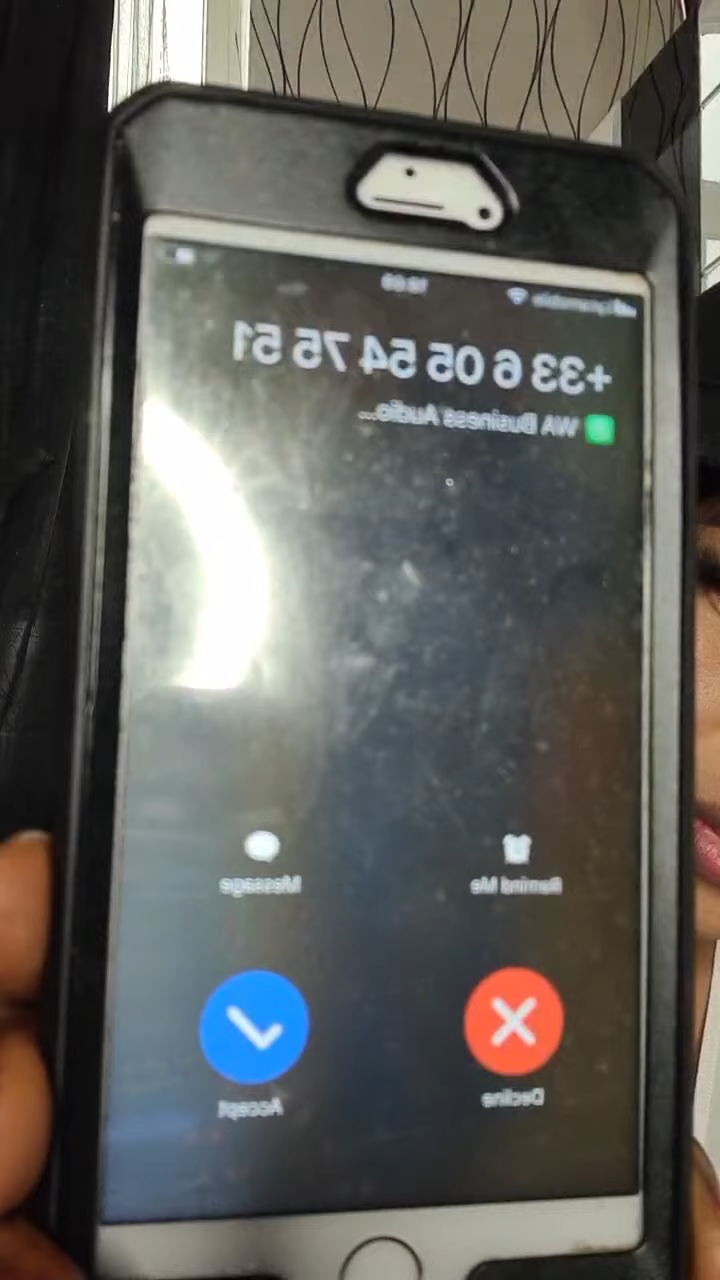 +33 6 05 54 75 51
WA Business Audio...
Remind Me
Message
Decline
Accept